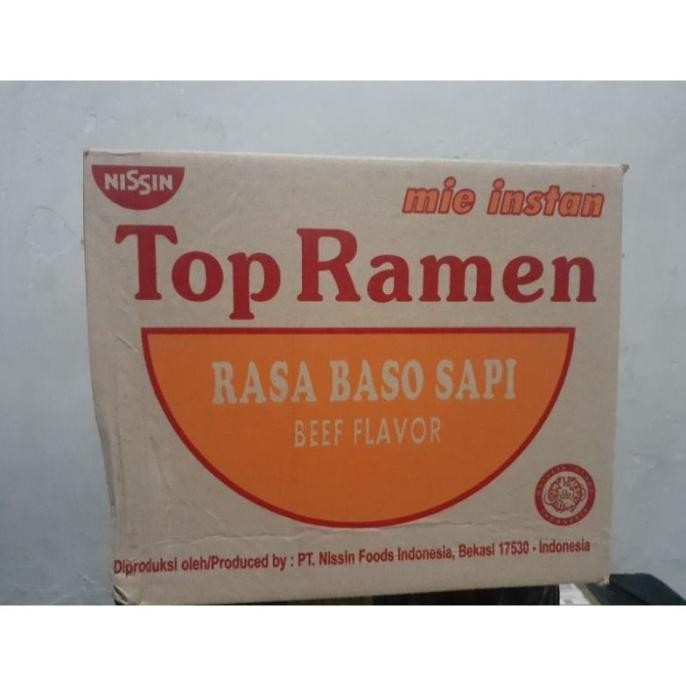 NISSIN
mie instan
Top Ramen
RASA BASO SAPI
BEEF FLAVOR
Diproduksi oleh/Produced by : PT. Nissin Foods Indonesia, Bekasi 17530 - Indonesia